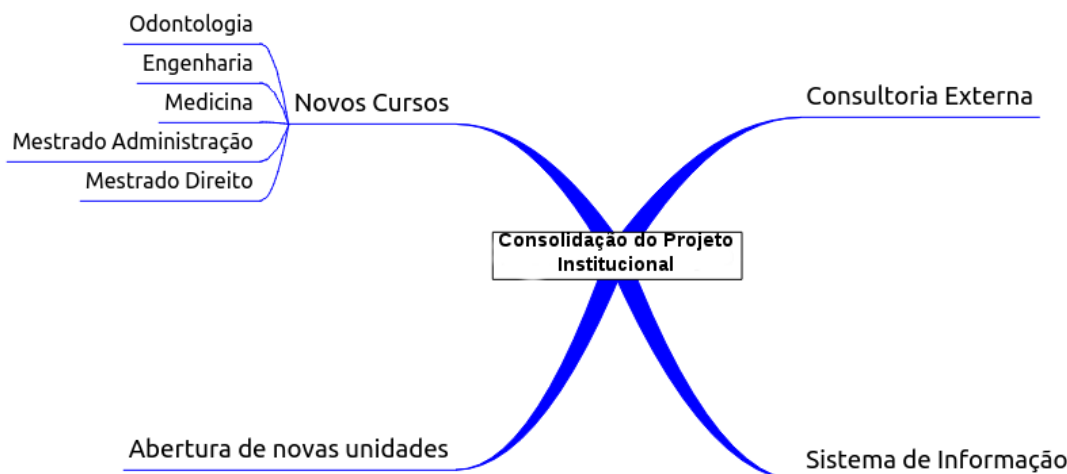 Odontologia
Engenharia
Medicina
Mestrado Administração
Mestrado Direito
Novos Cursos
Consultoria Externa
Consolidação do Projeto
Institucional
Abertura de novas unidades
Sistema de Informação